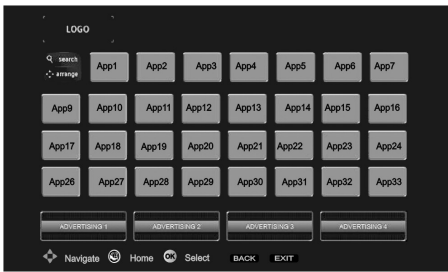 LOGO
search
arrange
App1 App2 App3 App4 App5 App6 App7
App9 App10 App11 App12 App13 App14 App15 App16
App17 App18 App19 App20 App21 App22 App23 App24
App26 App27 App28 App29 App30 App31 App32 App33
ADVERTISING 1 ADVERTISING 2 ADVERTISING 3 ADVERTISING 4
Navigate Home OK Select BACK EXIT